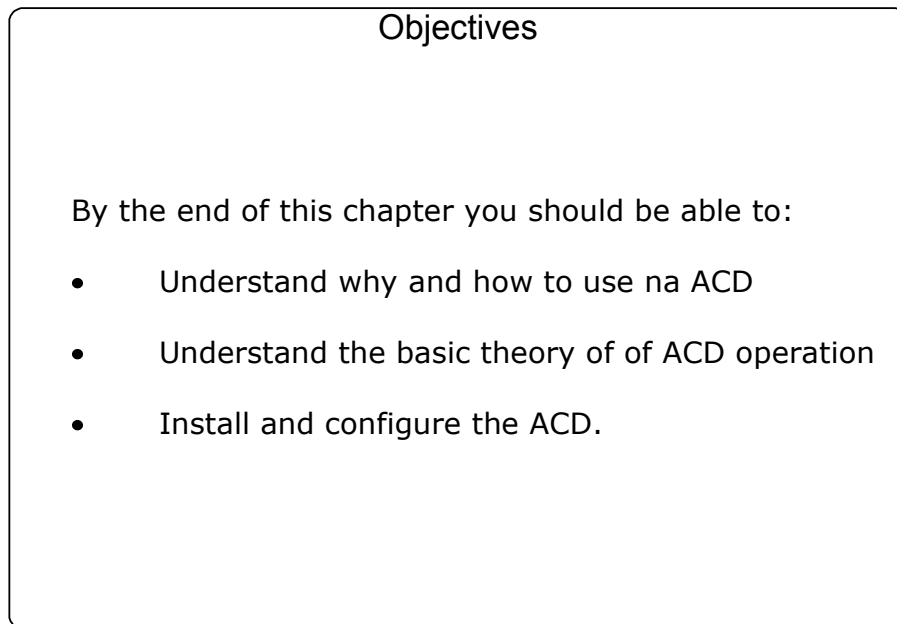 Objectives
By the end of this chapter you should be able to:
• Understand why and how to use na ACD
• Understand the basic theory of of ACD operation
• Install and configure the ACD.